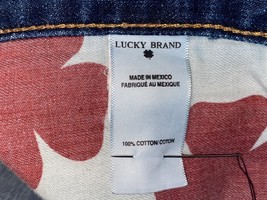 LUCKY BRAND
MADE IN MEXICO
FABRIQUÉ AU MEXIQUE
100% COTTON/COTON